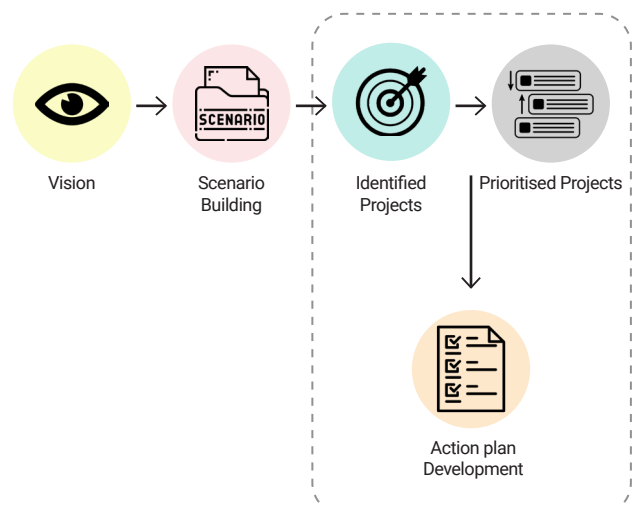 SCENARIO
Vision
Scenario
Building
Identified
Projects
Prioritised Projects
Action plan
Development